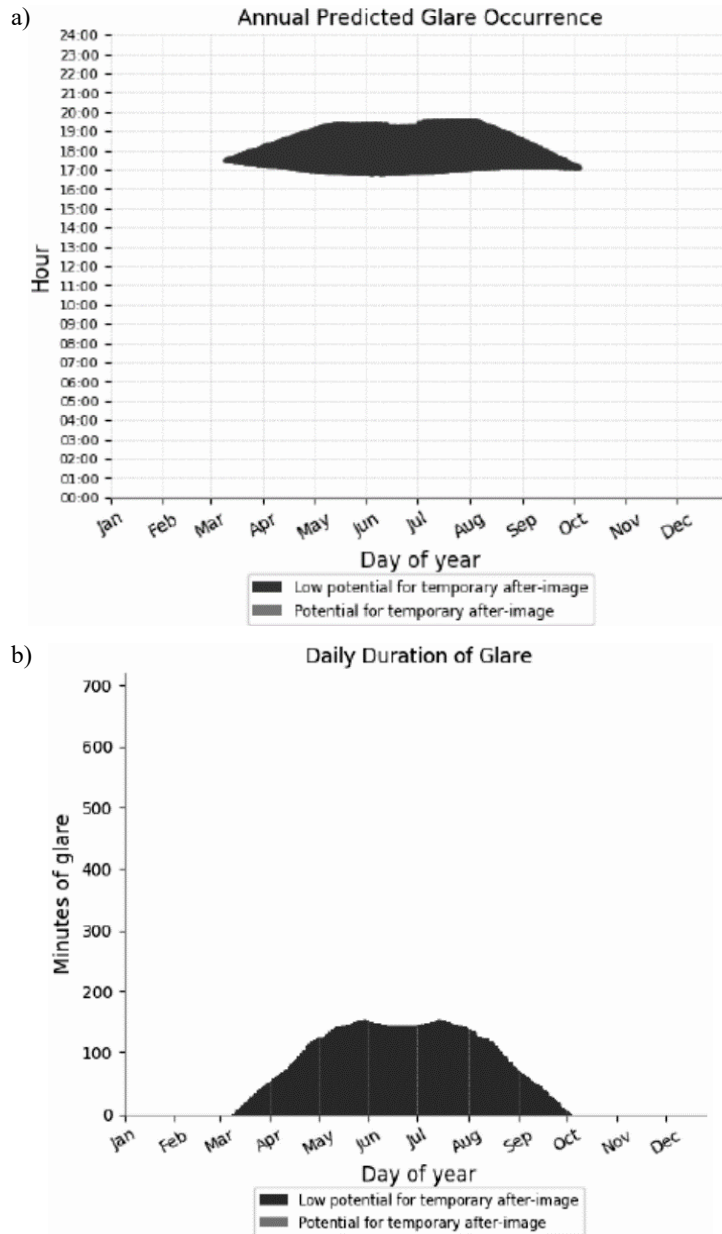 a)
Annual Predicted Glare Occurrence
24:00
23:00
22:00
21:00
20:00
19:00
18:00
17:00
16:00
15:00
14:00
13:00
12:00
11:00
10:00
09:00
08:00
07:00
06:00
05:00
04:00
03:00
02:00
01:00
00:00
Hour
Jan Feb Mar Apr May Jun Jul Aug Sep Oct Nov Dec
Day of year
Low potential for temporary after-image
Potential for temporary after-image
b)
Daily Duration of Glare
700
600
500
400
300
200
100
0
Minutes of glare
Jan Feb Mar Apr May Jun Jul Aug Sep Oct Nov Dec
Day of year
Low potential for temporary after-image
Potential for temporary after-image